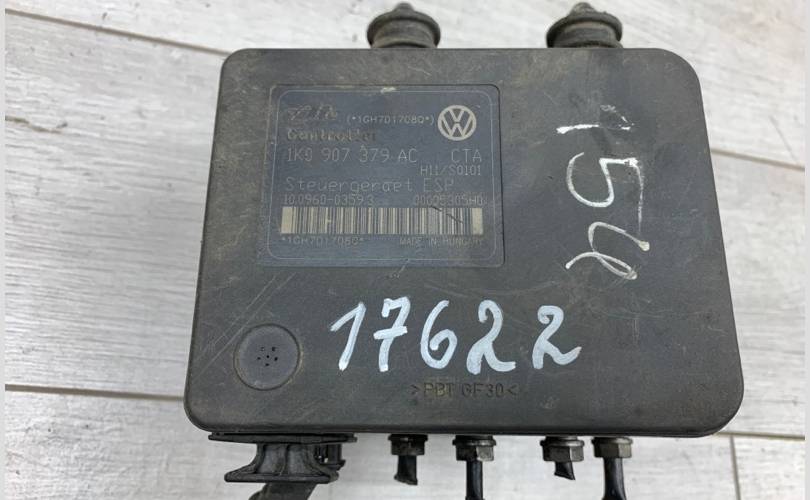 (*1GH701708Q*)
Controller
1K0 907 379 AC CTA
H11/S0101
Steuergeraet ESP
10.0960-0359.3 00005305H0
*1GH701708Q* MADE IN HUNGARY
156
17622
>PBT GF30<